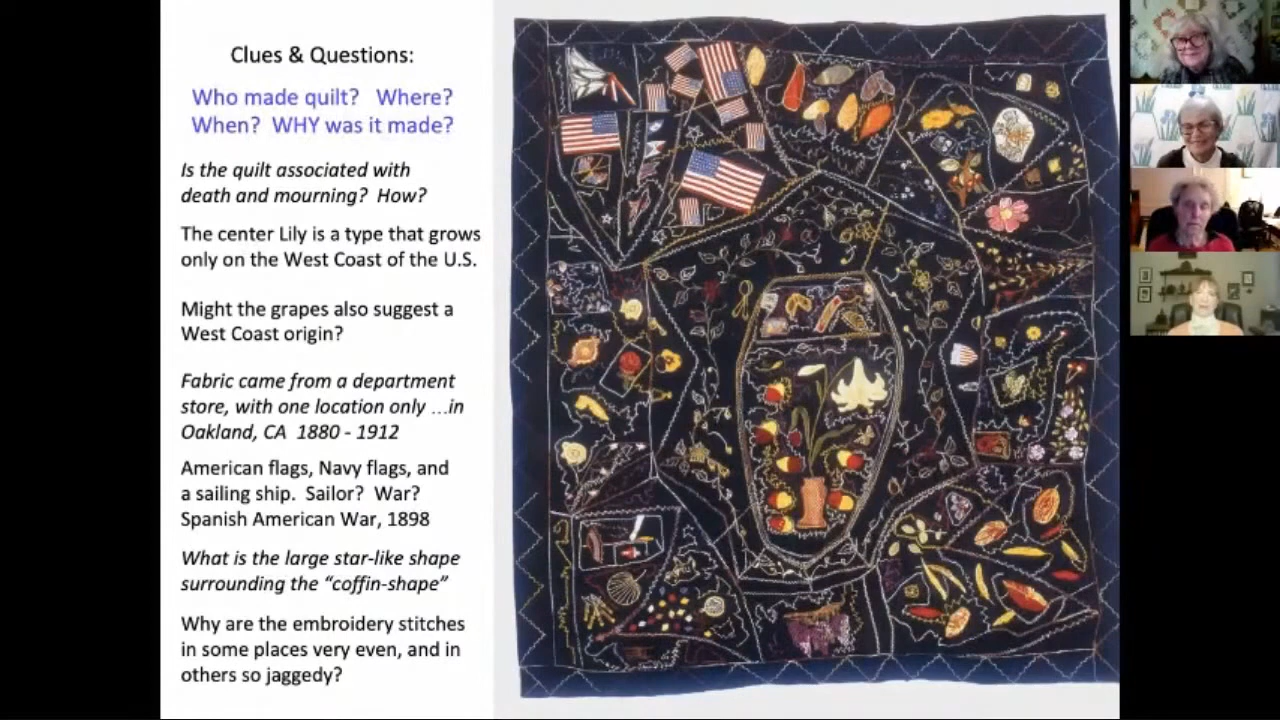 Clues & Questions:
Who made quilt? Where?
When? WHY was it made?
Is the quilt associated with
death and mourning? How?
The center Lily is a type that grows
only on the West Coast of the U.S.
Might the grapes also suggest a
West Coast origin?
Fabric came from a department
store, with one location only …in
Oakland, CA 1880 - 1912
American flags, Navy flags, and
a sailing ship. Sailor? War?
Spanish American War, 1898
What is the large star-like shape
surrounding the “coffin-shape”
Why are the embroidery stitches
in some places very even, and in
others so jaggedy?